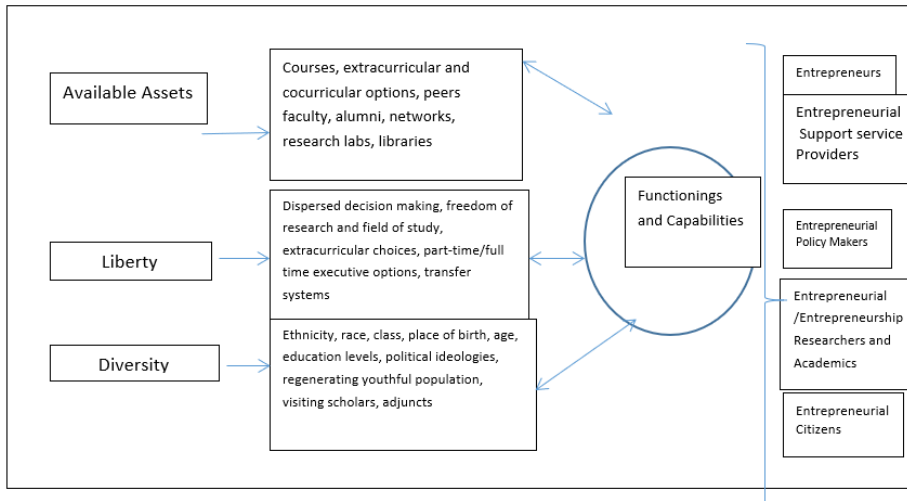 Available Assets
Courses, extracurricular and
cocurricular options, peers
faculty, alumni, networks,
research labs, libraries
Liberty
Dispersed decision making, freedom of
research and field of study,
extracurricular choices, part-time/full
time executive options, transfer
systems
Diversity
Ethnicity, race, class, place of birth, age,
education levels, political ideologies,
regenerating youthful population,
visiting scholars, adjuncts
Functionings
and Capabilities
Entrepreneurs
Entrepreneurial
Support service
Providers
Entrepreneurial
Policy Makers
Entrepreneurial
/Entrepreneurship
Researchers and
Academics
Entrepreneurial
Citizens